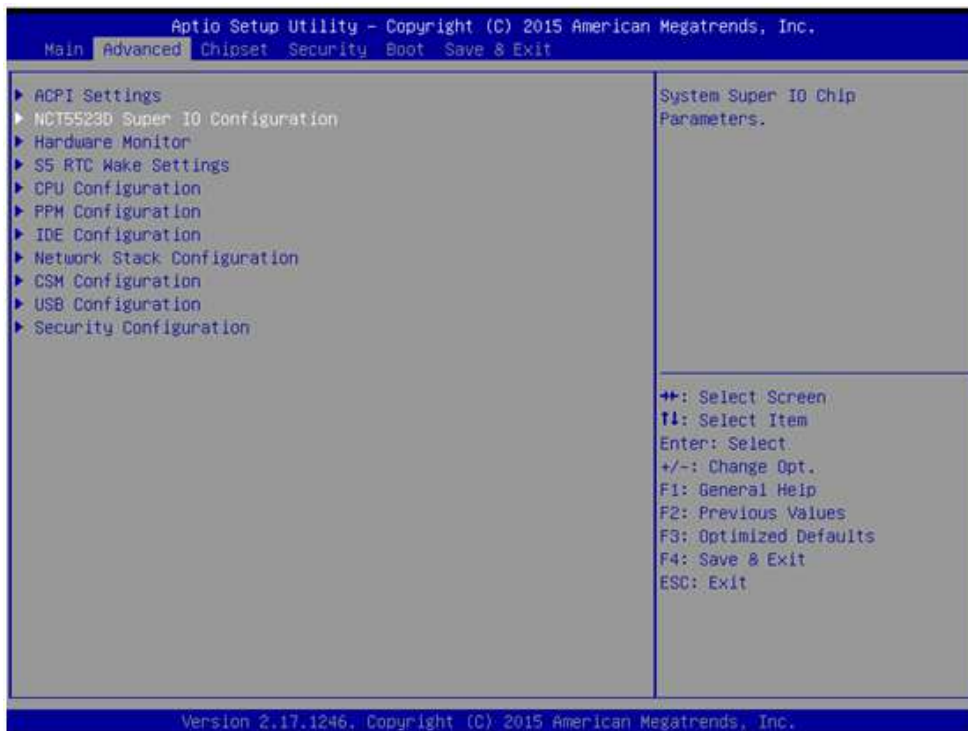 Aptio Setup Utility – Copyright (C) 2015 American Megatrends, Inc.
Main Advanced Chipset Security Boot Save & Exit
ACPI Settings
NCT5523D Super IO Configuration
Hardware Monitor
S5 RTC Wake Settings
CPU Configuration
PPM Configuration
IDE Configuration
Network Stack Configuration
CSM Configuration
USB Configuration
Security Configuration
System Super IO Chip
Parameters.
→←: Select Screen
↑↓: Select Item
Enter: Select
+/-: Change Opt.
F1: General Help
F2: Previous Values
F3: Optimized Defaults
F4: Save & Exit
ESC: Exit
Version 2.17.1246. Copyright (C) 2015 American Megatrends, Inc.